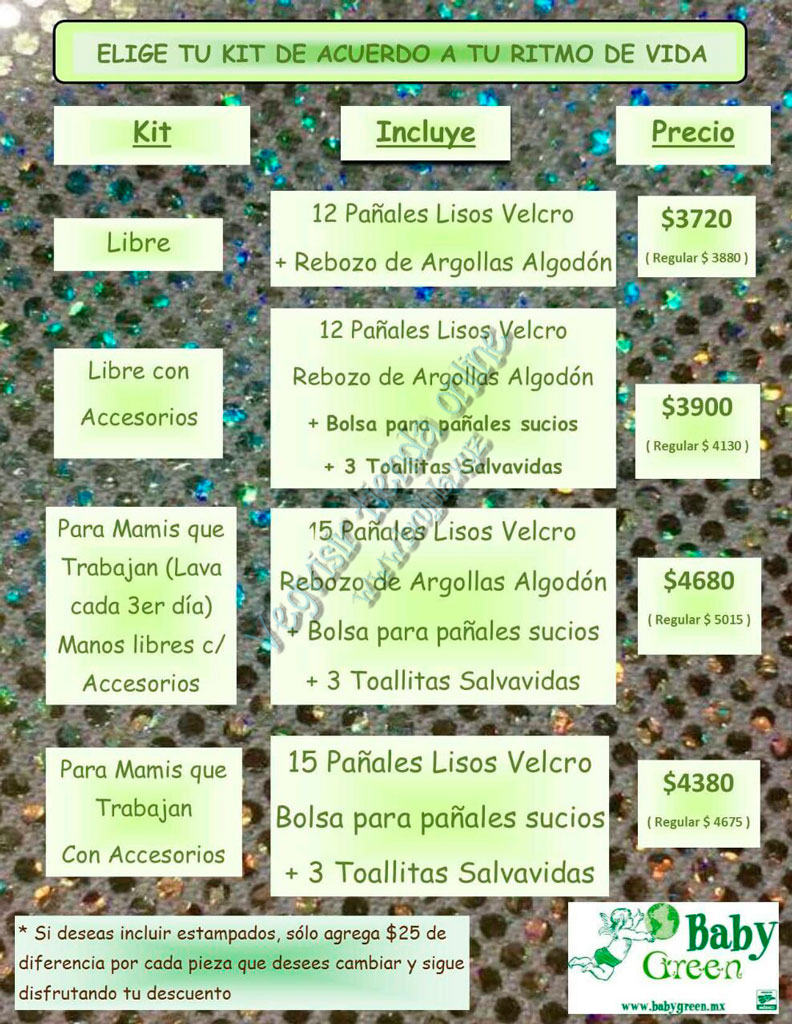 ELIGE TU KIT DE ACUERDO A TU RITMO DE VIDA
Kit
Incluye
Precio
Libre
12 Pañales Lisos Velcro
+ Rebozo de Argollas Algodón
$3720
( Regular $ 3880 )
Libre con
Accesorios
12 Pañales Lisos Velcro
Rebozo de Argollas Algodón
+ Bolsa para pañales sucios
+ 3 Toallitas Salvavidas
$3900
( Regular $ 4130 )
Para Mamis que
Trabajan (Lava
cada 3er día)
Manos libres c/
Accesorios
15 Pañales Lisos Velcro
Rebozo de Argollas Algodón
+ Bolsa para pañales sucios
+ 3 Toallitas Salvavidas
$4680
( Regular $ 5015 )
Para Mamis que
Trabajan
Con Accesorios
15 Pañales Lisos Velcro
Bolsa para pañales sucios
+ 3 Toallitas Salvavidas
$4380
( Regular $ 4675 )
* Si deseas incluir estampados, sólo agrega $25 de
diferencia por cada pieza que desees cambiar y sigue
disfrutando tu descuento
Baby
Green
www.babygreen.mx
tienda online